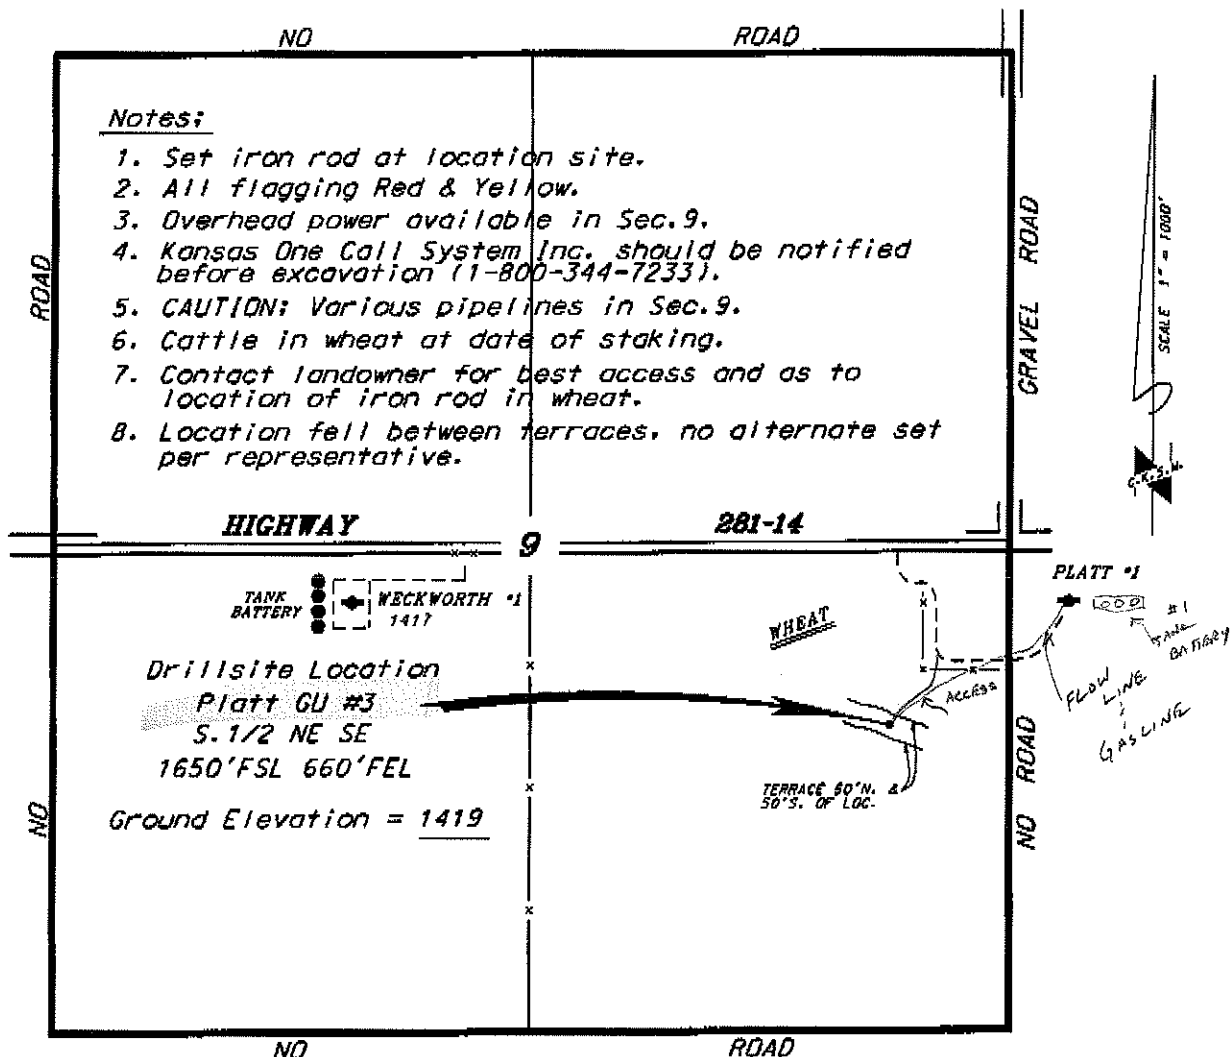 NO ROAD
Notes:
1. Set iron rod at location site.
2. All flagging Red & Yellow.
3. Overhead power available in Sec.9.
4. Kansas One Call System Inc. should be notified
before excavation (1-800-344-7233).
5. CAUTION: Various pipelines in Sec.9.
6. Cattle in wheat at date of staking.
7. Contact landowner for best access and as to
location of iron rod in wheat.
8. Location fell between terraces, no alternate set
per representative.
ROAD
NO
GRAVEL ROAD
NO ROAD
SCALE 1" = 1000'
C.K.S.W.
HIGHWAY 281-14
9
TANK
BATTERY
WECKWORTH #1
1417
WHEAT
PLATT #1
#1
TANK
BATTERY
FLOW
LINE
GASLINE
ACCESS
Drillsite Location
Platt GU #3
S.1/2 NE SE
1650'FSL 660'FEL
Ground Elevation = 1419
TERRACE 60'N. &
50'S. OF LOC.
NO ROAD